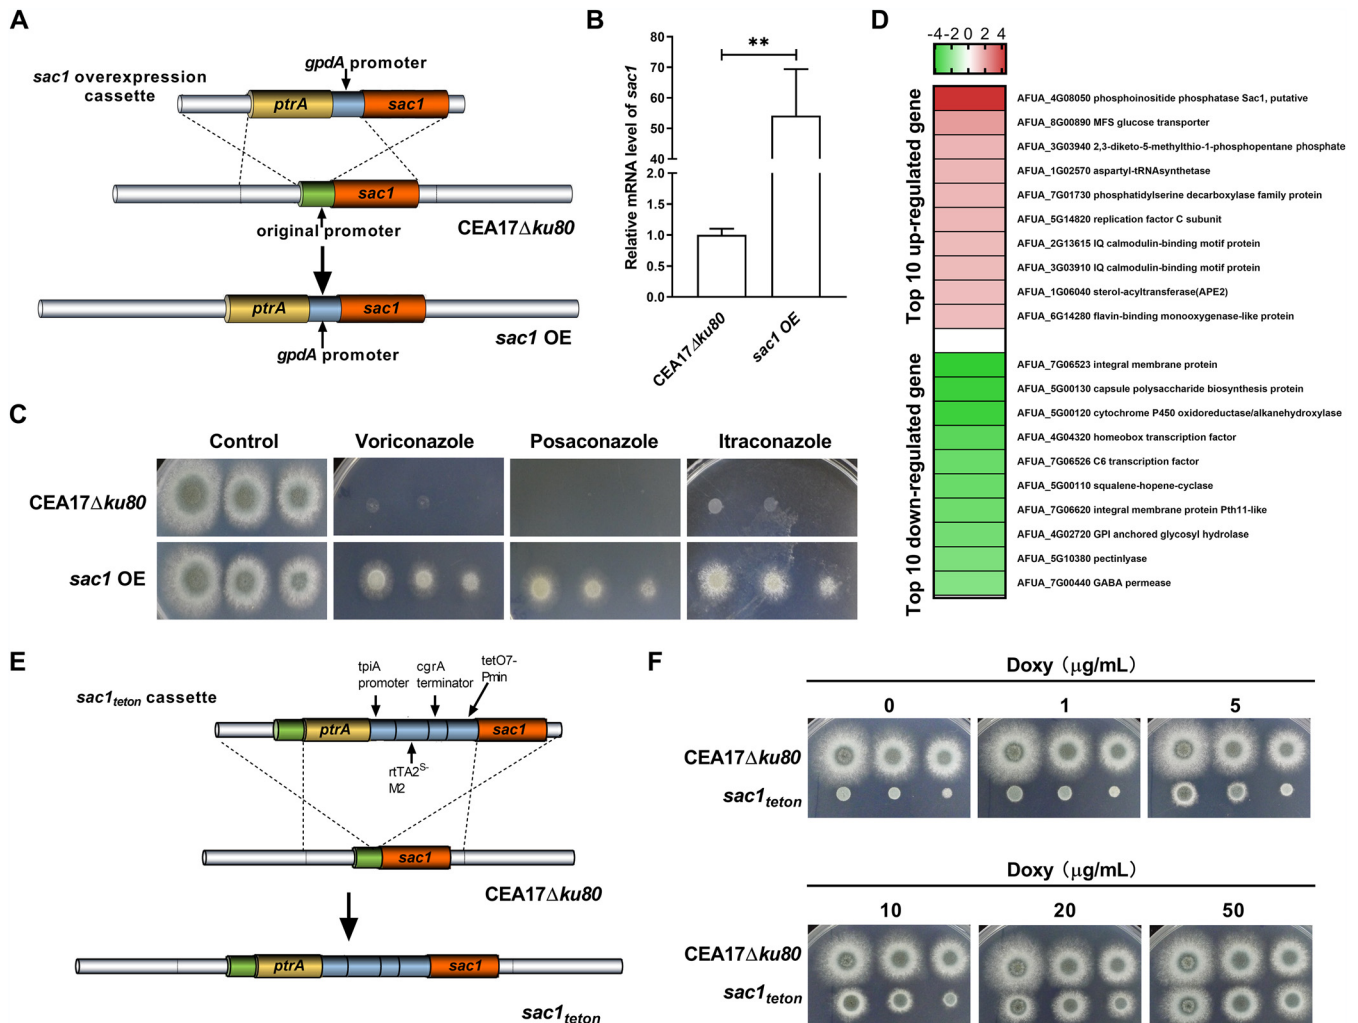 A
sac1 overexpression
cassette
gpdA promoter
ptrA
sac1
sac1
original promoter
CEA17Δku80
ptrA
sac1
gpdA promoter
sac1 OE
B
Relative mRNA level of sac1
80
70
60
50
40
2.0
1.5
1.0
0.5
0.0
**
CEA17Δku80
sac1 OE
C
Control
Voriconazole
Posaconazole
Itraconazole
CEA17Δku80
sac1 OE
D
-4 -2 0 2 4
Top 10 up-regulated gene
AFUA_4G08050 phosphoinositide phosphatase Sac1, putative
AFUA_8G00890 MFS glucose transporter
AFUA_3G03940 2,3-diketo-5-methylthio-1-phosphopentane phosphate
AFUA_1G02570 aspartyl-tRNAsynthetase
AFUA_7G01730 phosphatidylserine decarboxylase family protein
AFUA_5G14820 replication factor C subunit
AFUA_2G13615 IQ calmodulin-binding motif protein
AFUA_3G03910 IQ calmodulin-binding motif protein
AFUA_1G06040 sterol-acyltransferase(APE2)
AFUA_6G14280 flavin-binding monooxygenase-like protein
Top 10 down-regulated gene
AFUA_7G06523 integral membrane protein
AFUA_5G00130 capsule polysaccharide biosynthesis protein
AFUA_5G00120 cytochrome P450 oxidoreductase/alkanehydroxylase
AFUA_4G04320 homeobox transcription factor
AFUA_7G06526 C6 transcription factor
AFUA_5G00110 squalene-hopene-cyclase
AFUA_7G06620 integral membrane protein Pth11-like
AFUA_4G02720 GPI anchored glycosyl hydrolase
AFUA_5G10380 pectinlyase
AFUA_7G00440 GABA permease
E
sac1teton cassette
tpiA
promoter
cgrA
terminator
tetO7-
Pmin
ptrA
sac1
rtTA2S-
M2
sac1
CEA17Δku80
ptrA
sac1
sac1teton
F
Doxy (μg/mL)
0
1
5
CEA17Δku80
sac1teton
Doxy (μg/mL)
10
20
50
CEA17Δku80
sac1teton